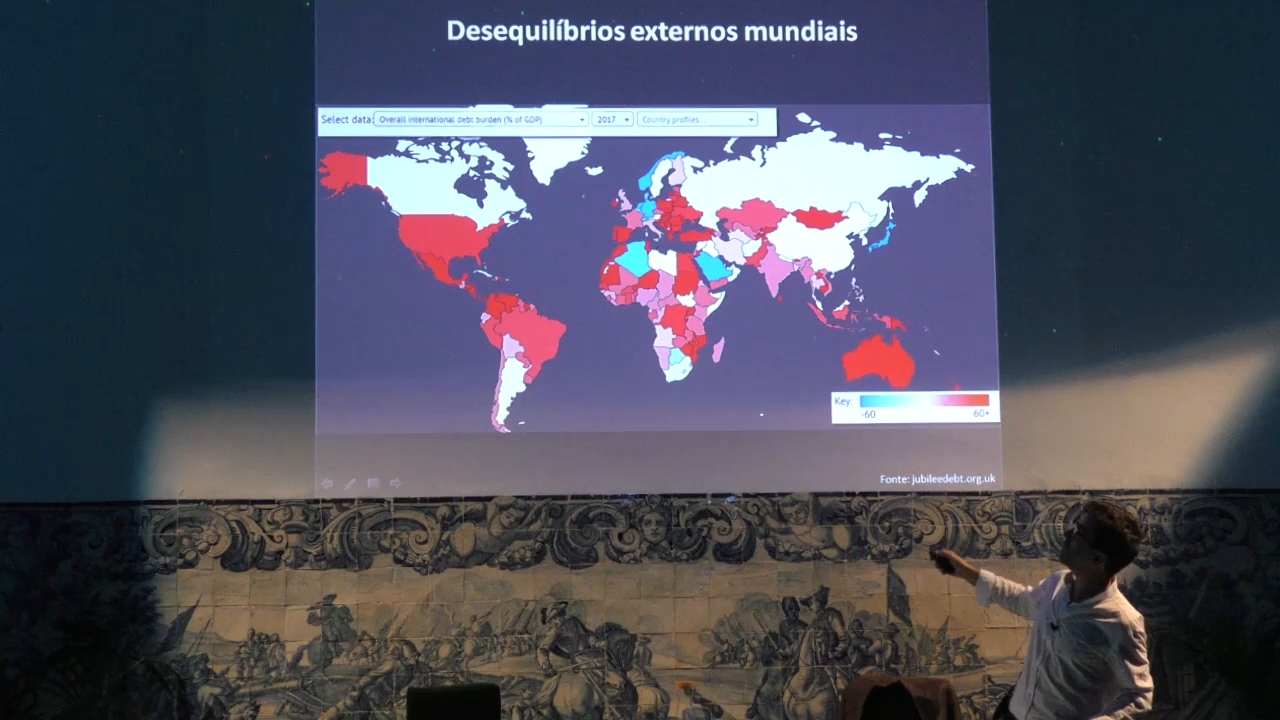 Desequilíbrios externos mundiais
Select data: Overall international debt burden (% of GDP) 2017 Country profiles
Key:
-60 60+
Fonte: jubileedebt.org.uk